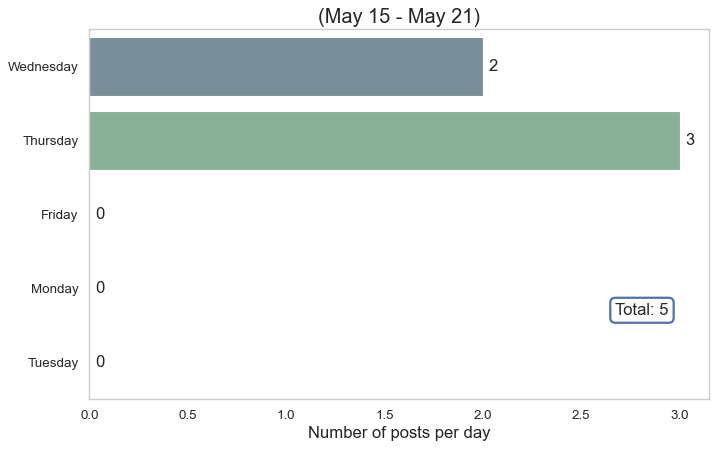 (May 15 - May 21)
Wednesday 2
Thursday 3
Friday 0
Monday 0
Total: 5
Tuesday 0
0.0 0.5 1.0 1.5 2.0 2.5 3.0
Number of posts per day